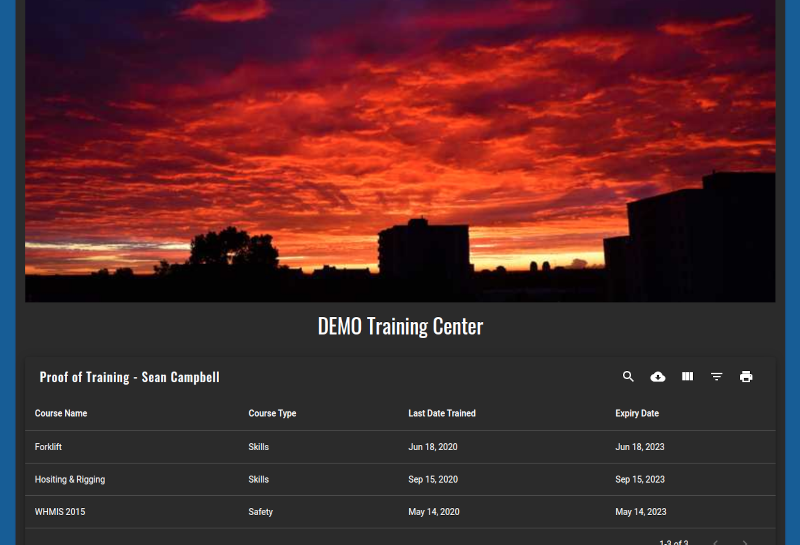 DEMO Training Center
Proof of Training - Sean Campbell
Course Name Course Type Last Date Trained Expiry Date
Forklift Skills Jun 18, 2020 Jun 18, 2023
Hositing & Rigging Skills Sep 15, 2020 Sep 15, 2023
WHMIS 2015 Safety May 14, 2020 May 14, 2023
1-3 of 3